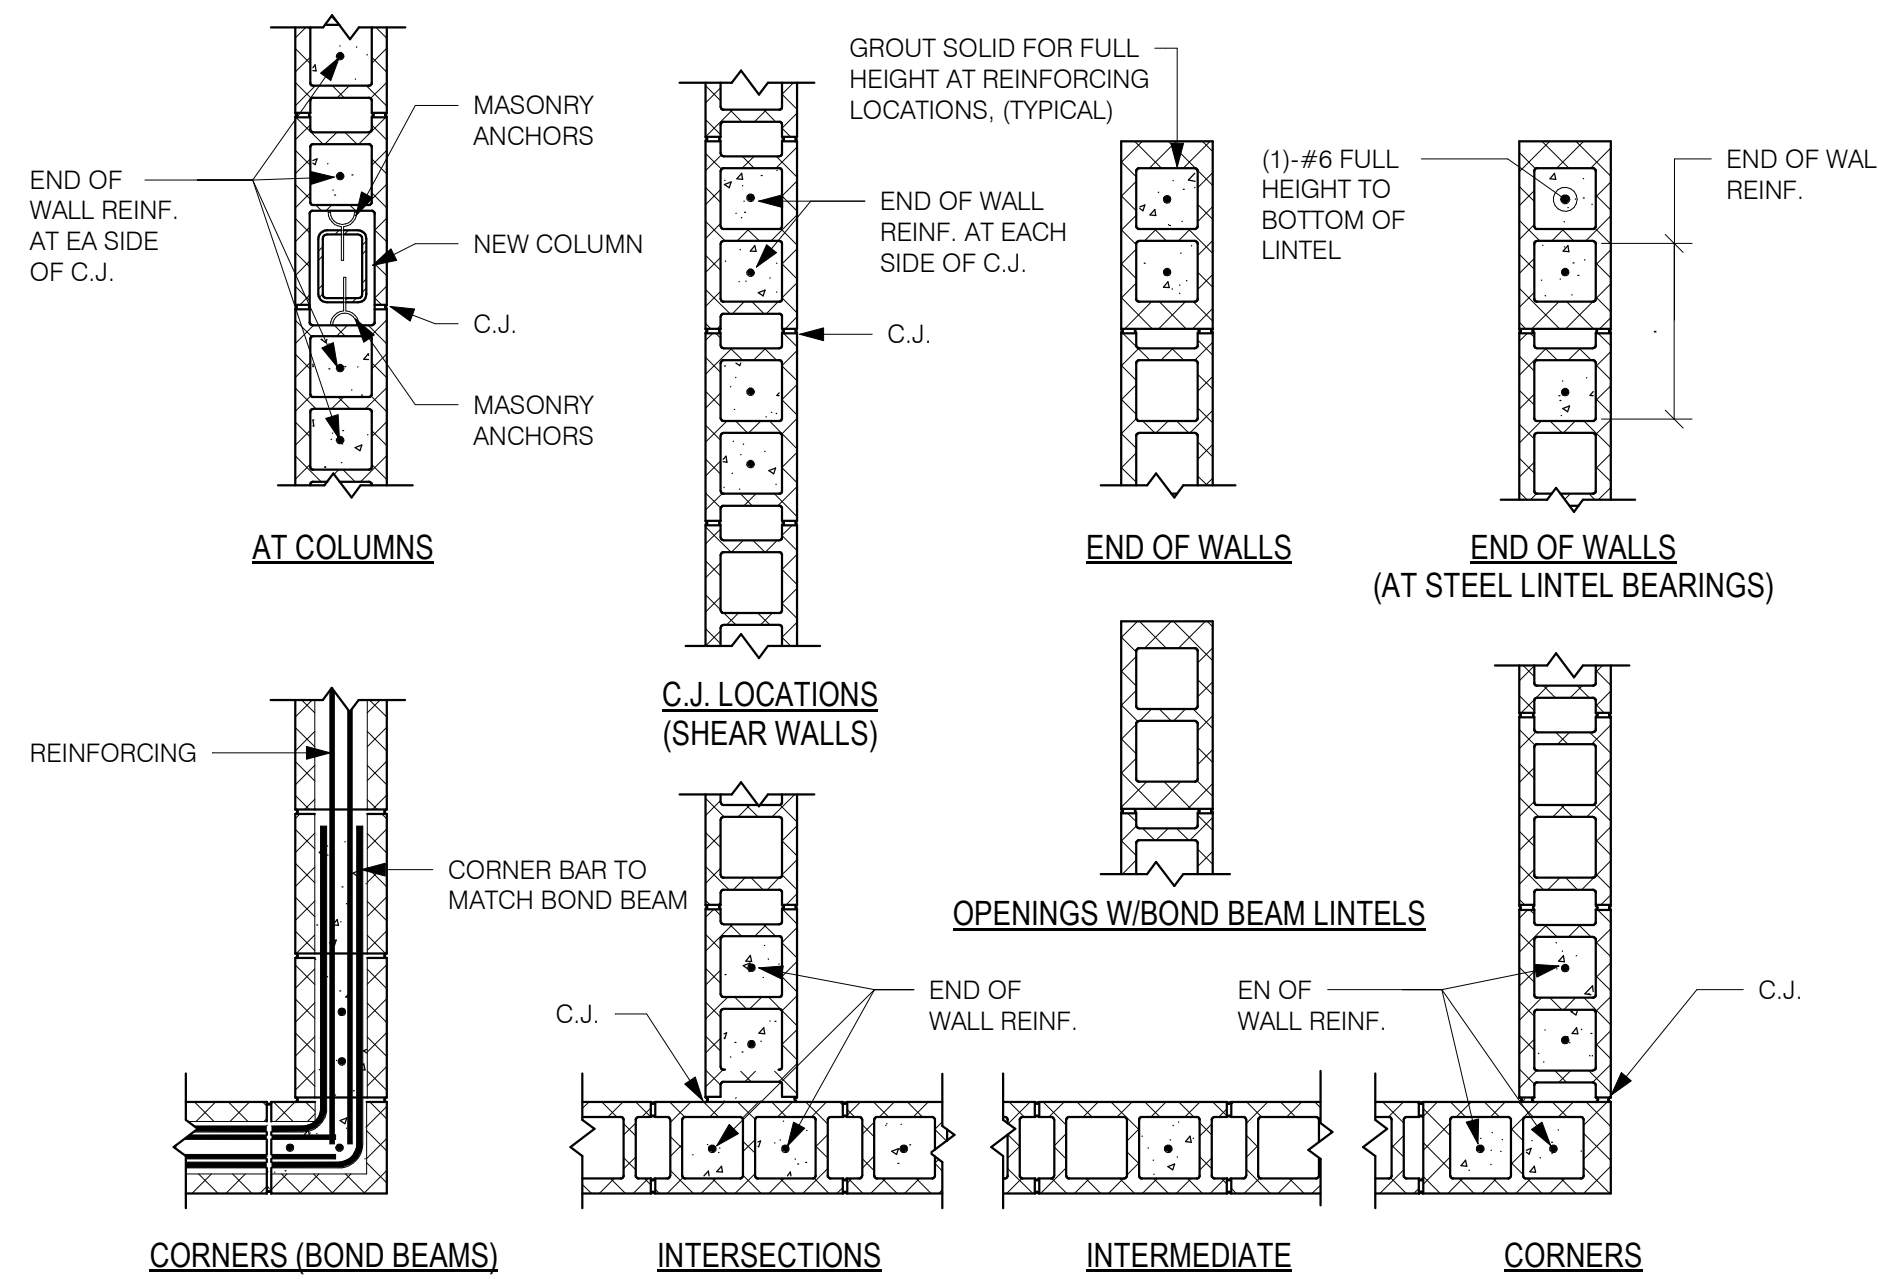 MASONRY
ANCHORS
END OF
WALL REINF.
AT EA SIDE
OF C.J.
NEW COLUMN
C.J.
MASONRY
ANCHORS
AT COLUMNS
GROUT SOLID FOR FULL
HEIGHT AT REINFORCING
LOCATIONS, (TYPICAL)
END OF WALL
REINF. AT EACH
SIDE OF C.J.
C.J.
C.J. LOCATIONS
(SHEAR WALLS)
END OF WALLS
(1)-#6 FULL
HEIGHT TO
BOTTOM OF
LINTEL
END OF WAL
REINF.
END OF WALLS
(AT STEEL LINTEL BEARINGS)
REINFORCING
CORNER BAR TO
MATCH BOND BEAM
CORNERS (BOND BEAMS)
OPENINGS W/BOND BEAM LINTELS
C.J.
END OF
WALL REINF.
INTERSECTIONS
INTERMEDIATE
EN OF
WALL REINF.
C.J.
CORNERS